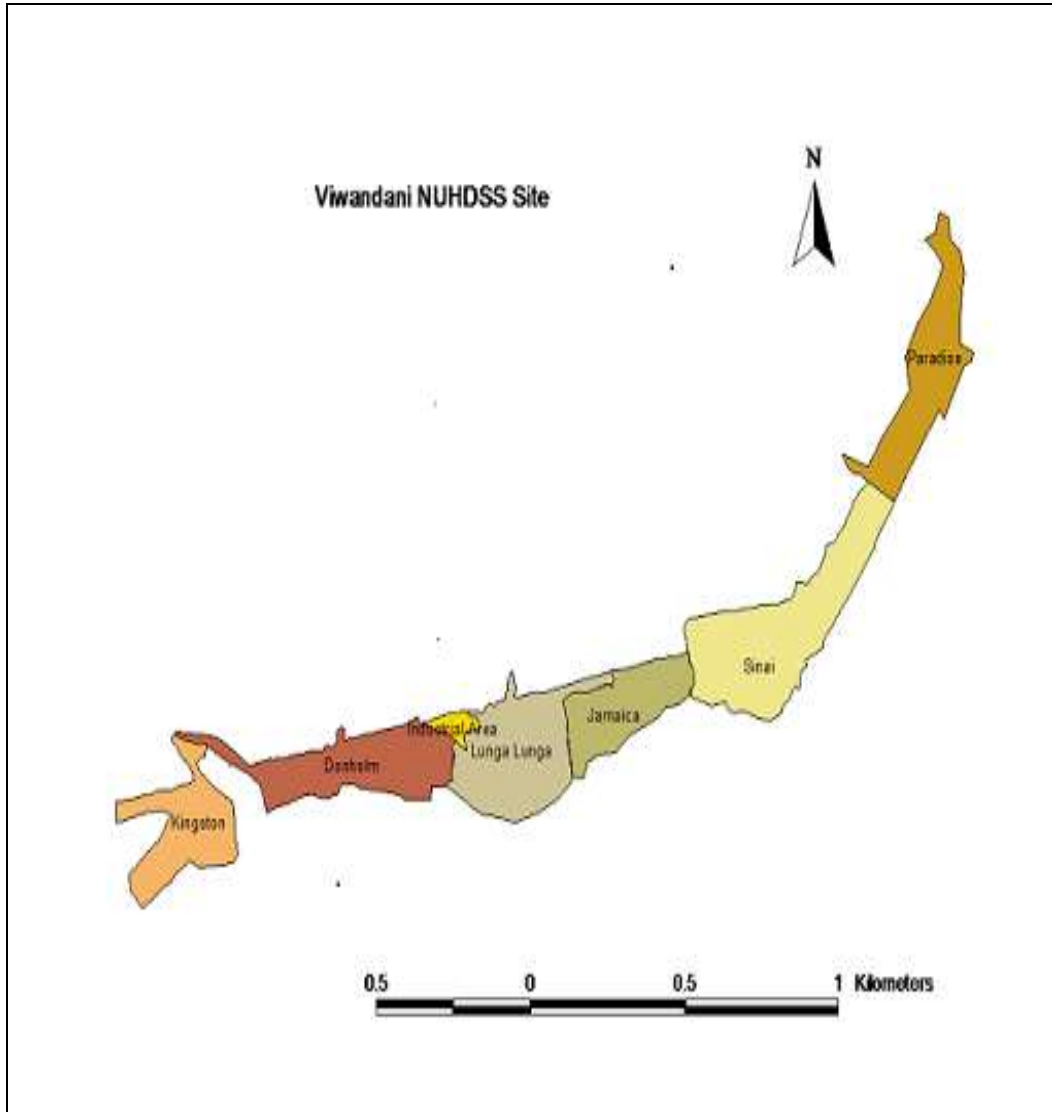 N
Viwandani NUHDSS Site
Paradise
Sinai
Jamaica
Industrial Area
Lunga Lunga
Donholm
Kingston
0.5 0 0.5 1 Kilometers